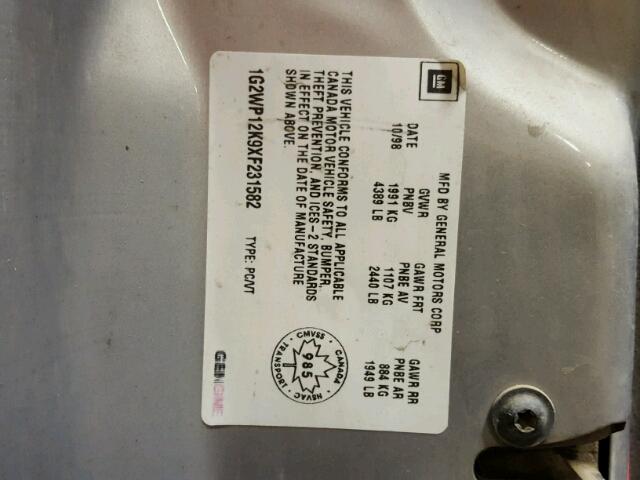 GM
MFD BY GENERAL MOTORS CORP
DATE GVWR GAWR FRT GAWR RR
10/98 PNBV PNBE AV PNBE AR
1991 KG 1107 KG 884 KG
4389 LB 2440 LB 1949 LB
THIS VEHICLE CONFORMS TO ALL APPLICABLE
CANADA MOTOR VEHICLE SAFETY, BUMPER,
THEFT PREVENTION, AND ICES-2 STANDARDS
IN EFFECT ON THE DATE OF MANUFACTURE
SHOWN ABOVE.
CANADA • NSVAC • TRANSPORT • CMVSS •
985
1G2WP12K9XF231582 TYPE: PC/VT
GENUINE